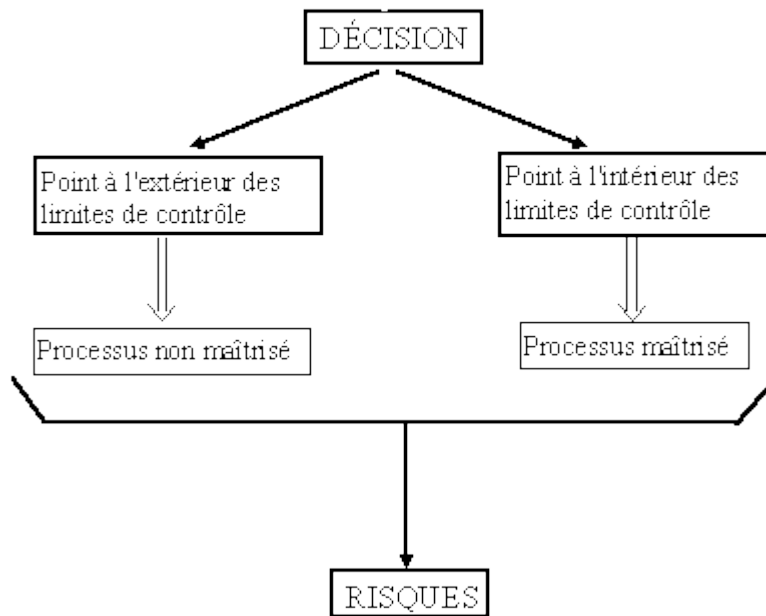 DÉCISION
Point à l'extérieur des
limites de contrôle
Point à l'intérieur des
limites de contrôle
Processus non maîtrisé
Processus maîtrisé
RISQUES